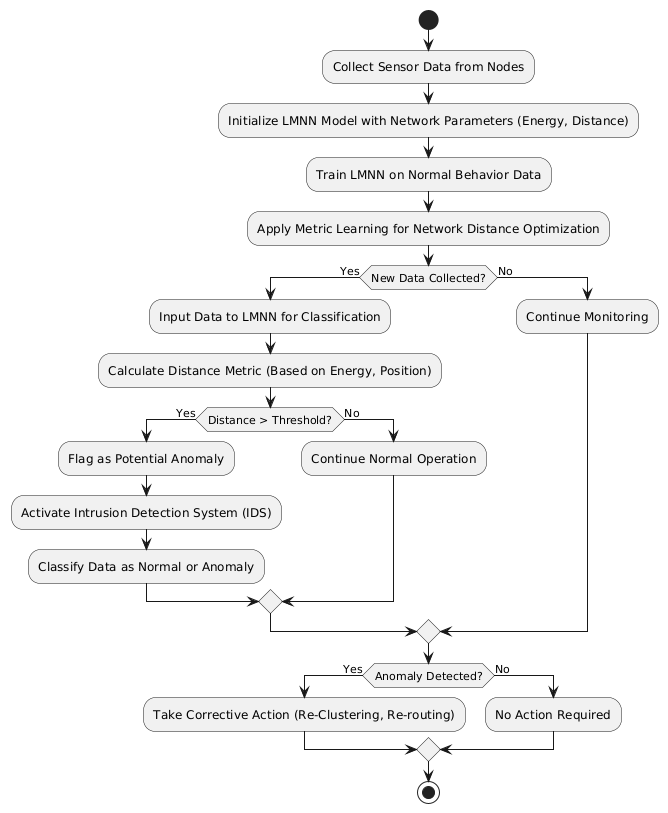 Collect Sensor Data from Nodes
Initialize LMNN Model with Network Parameters (Energy, Distance)
Train LMNN on Normal Behavior Data
Apply Metric Learning for Network Distance Optimization
Yes
New Data Collected?
No
Input Data to LMNN for Classification
Continue Monitoring
Calculate Distance Metric (Based on Energy, Position)
Yes
Distance > Threshold?
No
Flag as Potential Anomaly
Continue Normal Operation
Activate Intrusion Detection System (IDS)
Classify Data as Normal or Anomaly
Yes
Anomaly Detected?
No
Take Corrective Action (Re-Clustering, Re-routing)
No Action Required